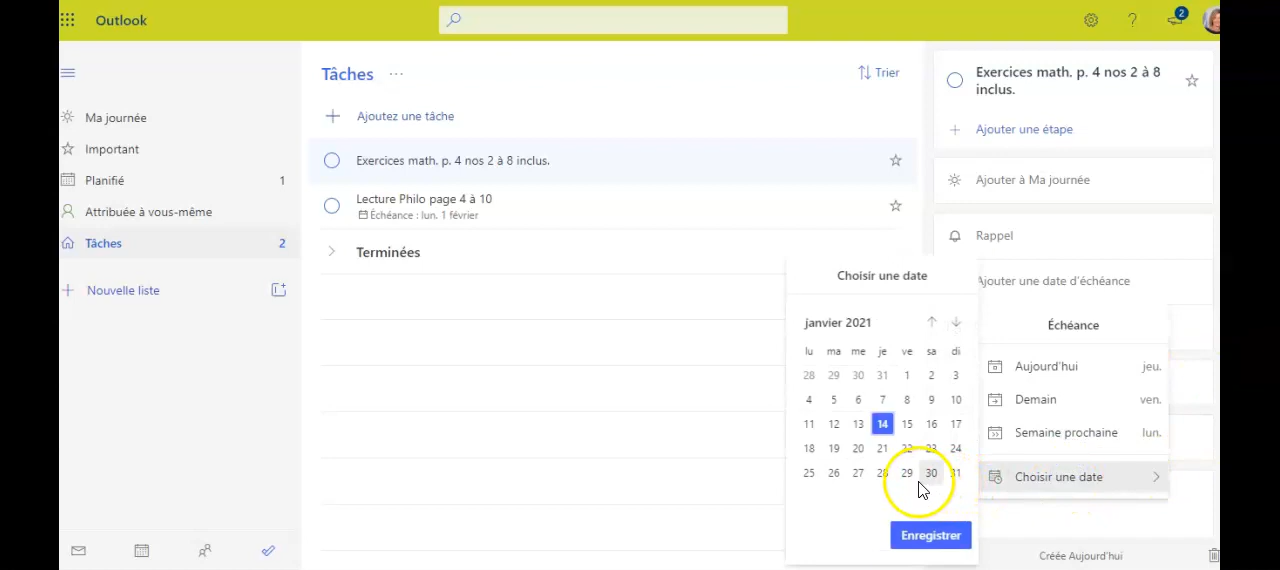 Outlook
2
Ma journée
Important
Planifié 1
Attribuée à vous-même
Tâches 2
Nouvelle liste
Tâches ...
Trier
Ajoutez une tâche
Exercices math. p. 4 nos 2 à 8 inclus.
Lecture Philo page 4 à 10
Échéance : lun. 1 février
Terminées
Exercices math. p. 4 nos 2 à 8
inclus.
Ajouter une étape
Ajouter à Ma journée
Rappel
Ajouter une date d'échéance
Choisir une date
janvier 2021
lu ma me je ve sa di
28 29 30 31 1 2 3
4 5 6 7 8 9 10
11 12 13 14 15 16 17
18 19 20 21 22 23 24
25 26 27 28 29 30 31
Enregistrer
Échéance
Aujourd'hui jeu.
Demain ven.
Semaine prochaine lun.
Choisir une date
Créée Aujourd'hui